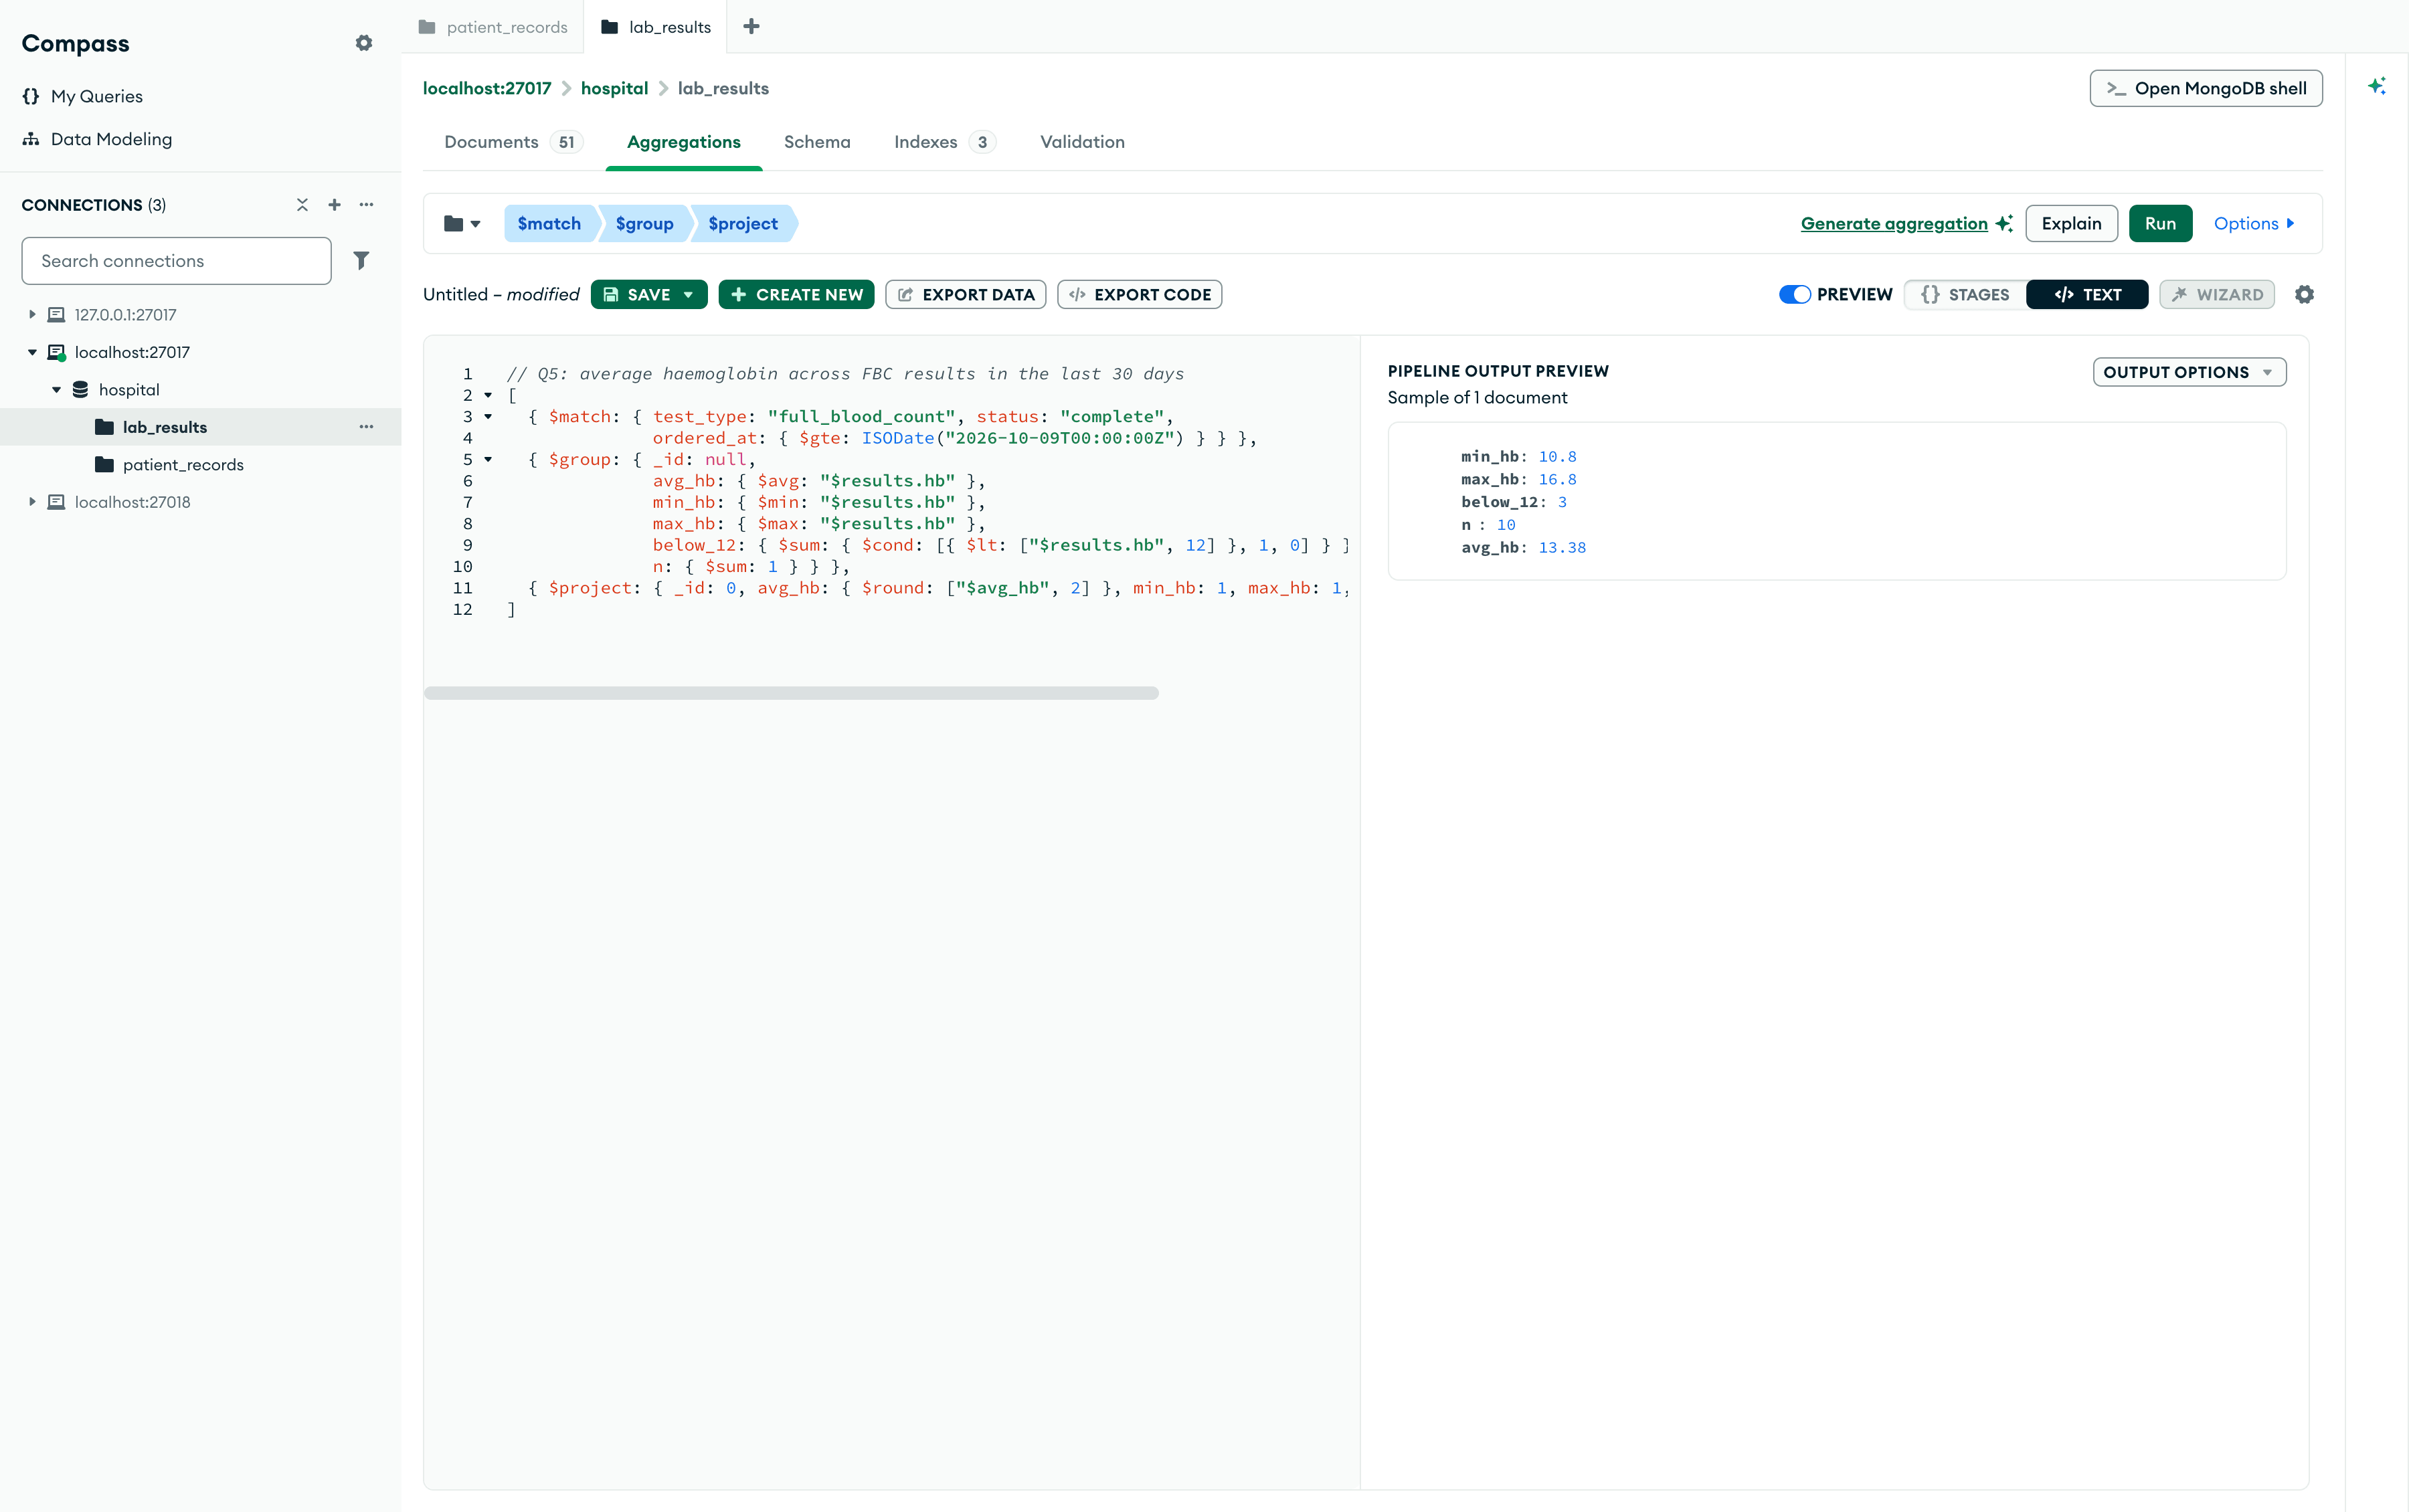 Compass
My Queries
Data Modeling
CONNECTIONS (3)
Search connections
127.0.0.1:27017
localhost:27017
hospital
lab_results
patient_records
localhost:27018
patient_records
lab_results
localhost:27017 > hospital > lab_results
>_ Open MongoDB shell
Documents 51
Aggregations
Schema
Indexes 3
Validation
$match
$group
$project
Generate aggregation
Explain
Run
Options
Untitled – modified
SAVE
CREATE NEW
EXPORT DATA
EXPORT CODE
PREVIEW
STAGES
TEXT
WIZARD
1 // Q5: average haemoglobin across FBC results in the last 30 days
2 [
3 { $match: { test_type: "full_blood_count", status: "complete",
4 ordered_at: { $gte: ISODate("2026-10-09T00:00:00Z") } } },
5 { $group: { _id: null,
6 avg_hb: { $avg: "$results.hb" },
7 min_hb: { $min: "$results.hb" },
8 max_hb: { $max: "$results.hb" },
9 below_12: { $sum: { $cond: [{ $lt: ["$results.hb", 12] }, 1, 0] } }
10 n: { $sum: 1 } } },
11 { $project: { _id: 0, avg_hb: { $round: ["$avg_hb", 2] }, min_hb: 1, max_hb: 1,
12 ]
PIPELINE OUTPUT PREVIEW
OUTPUT OPTIONS
Sample of 1 document
min_hb: 10.8
max_hb: 16.8
below_12: 3
n : 10
avg_hb: 13.38